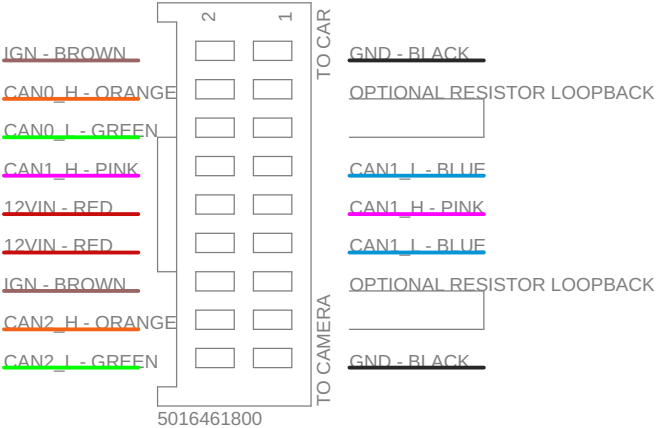 2 1
TO CAR
IGN - BROWN
GND - BLACK
CAN0_H - ORANGE
OPTIONAL RESISTOR LOOPBACK
CAN0_L - GREEN
CAN1_H - PINK
CAN1_L - BLUE
12VIN - RED
CAN1_H - PINK
12VIN - RED
CAN1_L - BLUE
IGN - BROWN
OPTIONAL RESISTOR LOOPBACK
CAN2_H - ORANGE
CAN2_L - GREEN
GND - BLACK
TO CAMERA
5016461800